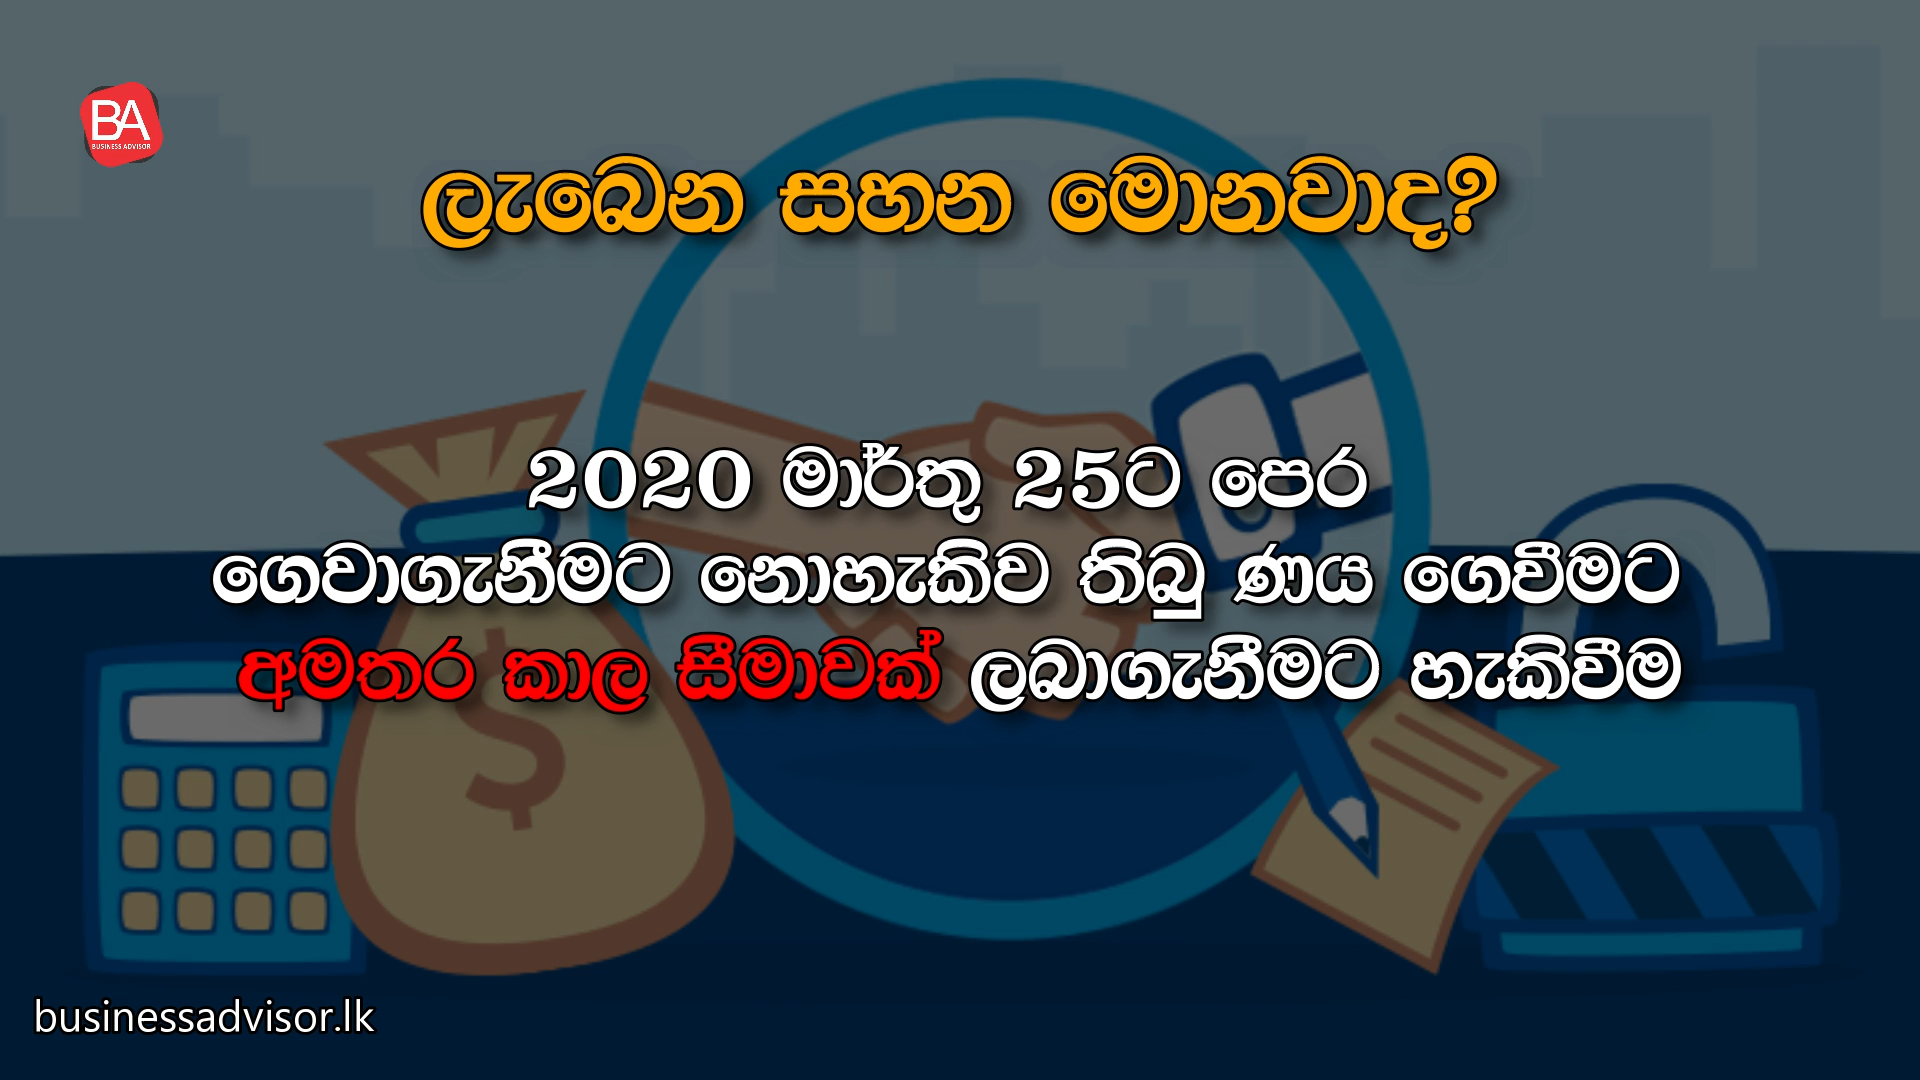 BA
BUSINESS ADVISOR
ලැබෙන සහන මොනවාද?
2020 මාර්තු 25ට පෙර
ගෙවාගැනීමට නොහැකිව තිබු ණය ගෙවීමට
අමතර කාල සීමාවක් ලබාගැනීමට හැකිවීම
$
businessadvisor.lk